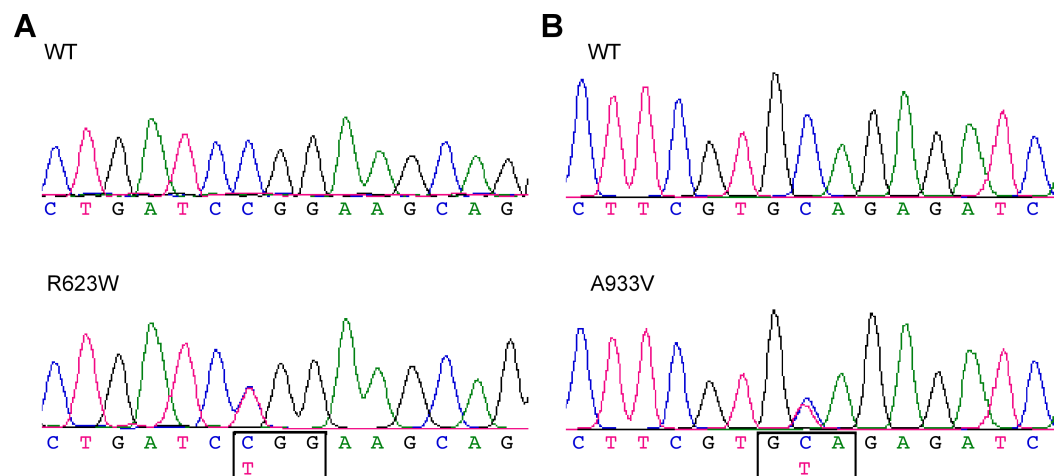 A
WT
C T G A T C C G G A A G C A G
R623W
C T G A T C C G G A A G C A G
T
B
WT
C T T C G T G C A G A G A T C
A933V
C T T C G T G C A G A G A T C
T